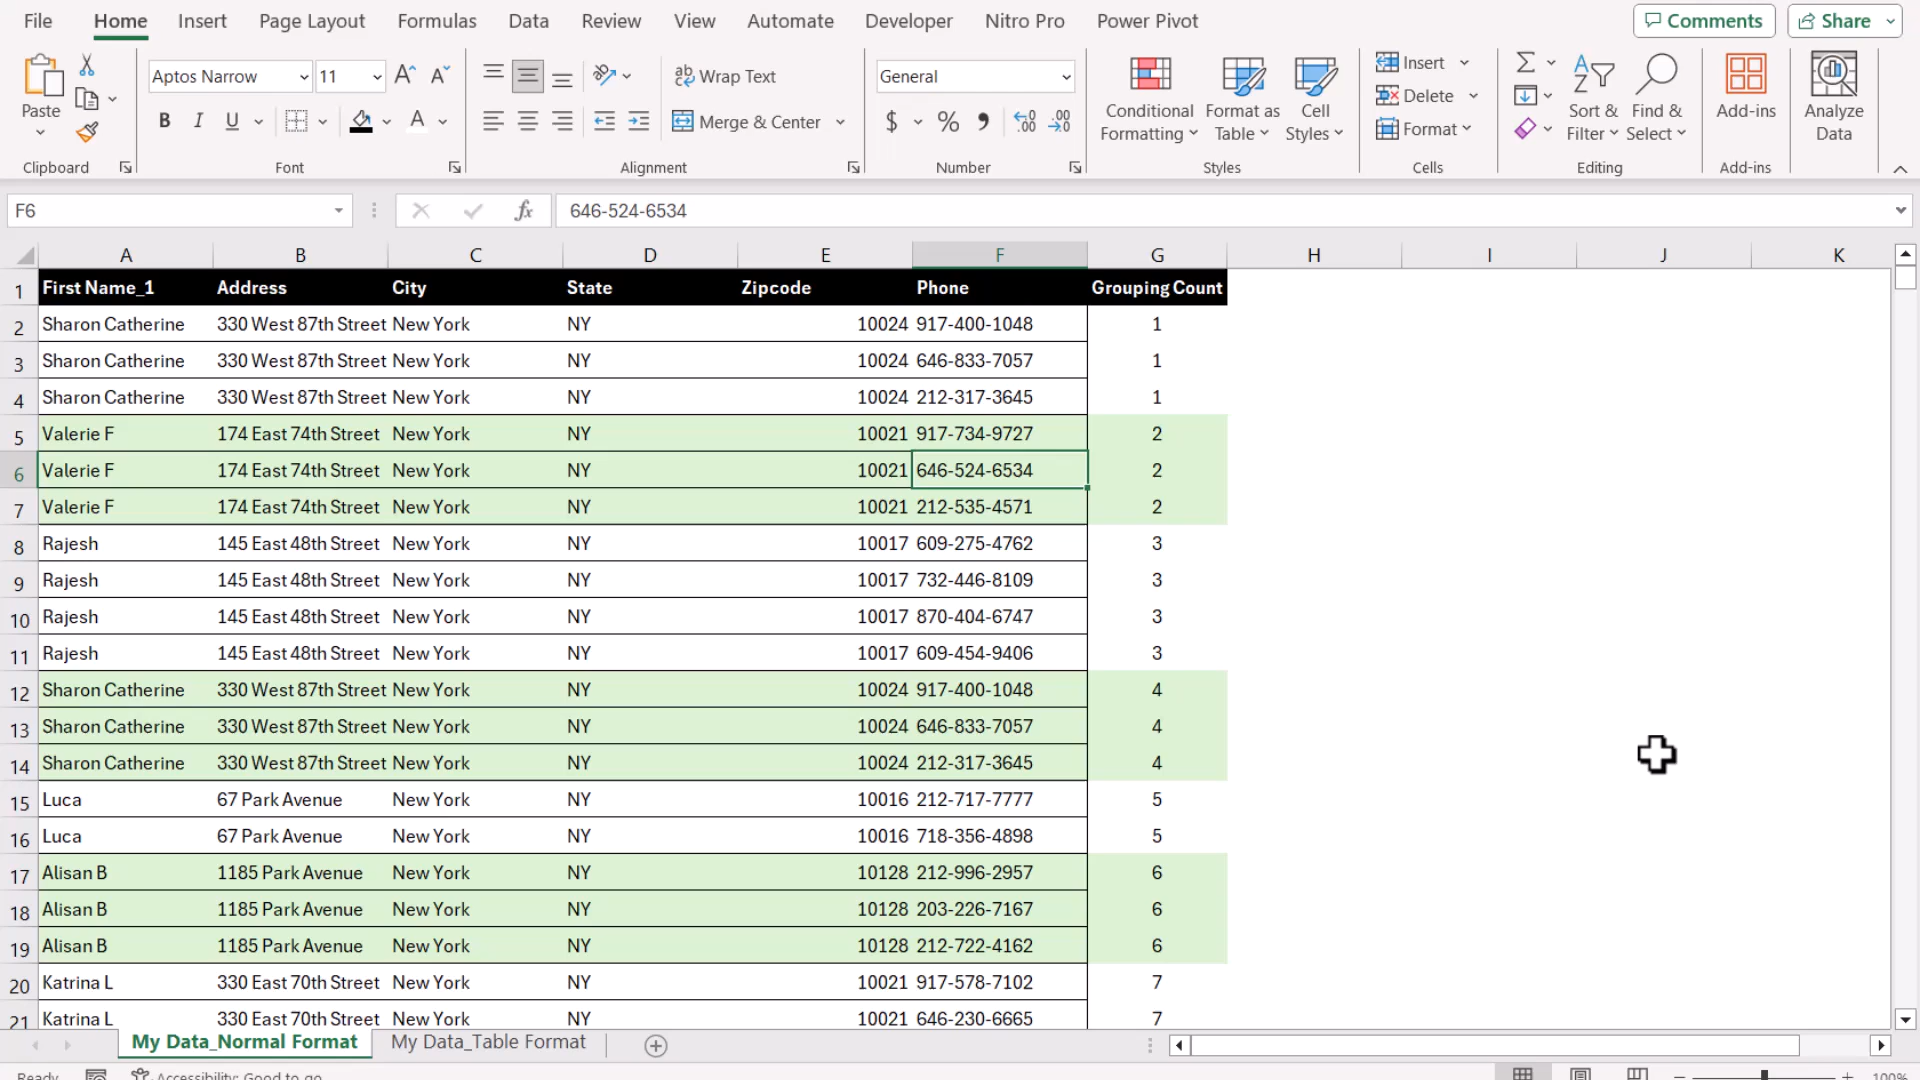 File Home Insert Page Layout Formulas Data Review View Automate Developer Nitro Pro Power Pivot Comments Share
Paste Aptos Narrow 11 Wrap Text General Conditional Formatting Format as Table Cell Styles Insert Delete Format Sort & Filter Find & Select Add-ins Analyze Data
B I U A Merge & Center $ %
Clipboard Font Alignment Number Styles Cells Editing Add-ins
F6 fx 646-524-6534
A B C D E F G H I J K
1 First Name_1 Address City State Zipcode Phone Grouping Count
2 Sharon Catherine 330 West 87th Street New York NY 10024 917-400-1048 1
3 Sharon Catherine 330 West 87th Street New York NY 10024 646-833-7057 1
4 Sharon Catherine 330 West 87th Street New York NY 10024 212-317-3645 1
5 Valerie F 174 East 74th Street New York NY 10021 917-734-9727 2
6 Valerie F 174 East 74th Street New York NY 10021 646-524-6534 2
7 Valerie F 174 East 74th Street New York NY 10021 212-535-4571 2
8 Rajesh 145 East 48th Street New York NY 10017 609-275-4762 3
9 Rajesh 145 East 48th Street New York NY 10017 732-446-8109 3
10 Rajesh 145 East 48th Street New York NY 10017 870-404-6747 3
11 Rajesh 145 East 48th Street New York NY 10017 609-454-9406 3
12 Sharon Catherine 330 West 87th Street New York NY 10024 917-400-1048 4
13 Sharon Catherine 330 West 87th Street New York NY 10024 646-833-7057 4
14 Sharon Catherine 330 West 87th Street New York NY 10024 212-317-3645 4
15 Luca 67 Park Avenue New York NY 10016 212-717-7777 5
16 Luca 67 Park Avenue New York NY 10016 718-356-4898 5
17 Alisan B 1185 Park Avenue New York NY 10128 212-996-2957 6
18 Alisan B 1185 Park Avenue New York NY 10128 203-226-7167 6
19 Alisan B 1185 Park Avenue New York NY 10128 212-722-4162 6
20 Katrina L 330 East 70th Street New York NY 10021 917-578-7102 7
21 Katrina L 330 East 70th Street New York NY 10021 646-230-6665 7
My Data_Normal Format My Data_Table Format
Ready Accessibility: Good to go 100%